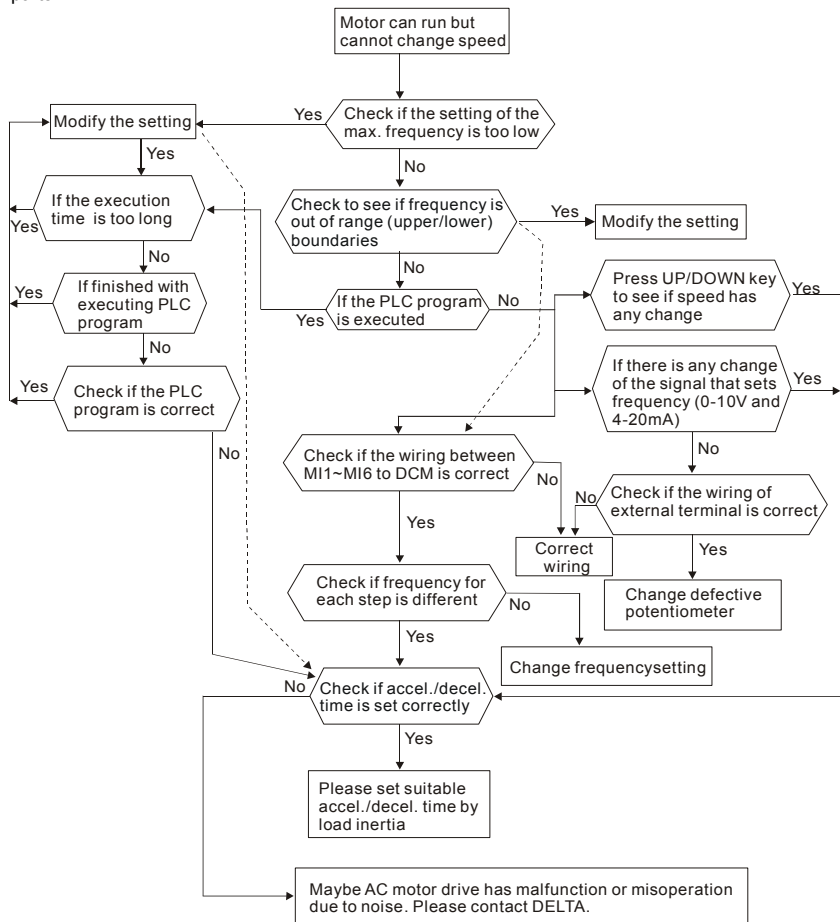 Motor can run but
cannot change speed
Yes
Check if the setting of the
max. frequency is too low
Modify the setting
Yes
No
If the execution
time is too long
Yes
Check to see if frequency is
out of range (upper/lower)
boundaries
Yes
Modify the setting
No
No
If finished with
executing PLC
program
Yes
If the PLC program
is executed
Yes
No
Press UP/DOWN key
to see if speed has
any change
Yes
No
Check if the PLC
program is correct
Yes
No
If there is any change
of the signal that sets
frequency (0-10V and
4-20mA)
Yes
No
Check if the wiring between
MI1~MI6 to DCM is correct
No
Yes
Check if the wiring of
external terminal is correct
No
Yes
Correct
wiring
Change defective
potentiometer
Check if frequency for
each step is different
No
Yes
Change frequencysetting
Check if accel./decel.
time is set correctly
No
Yes
Please set suitable
accel./decel. time by
load inertia
Maybe AC motor drive has malfunction or misoperation
due to noise. Please contact DELTA.